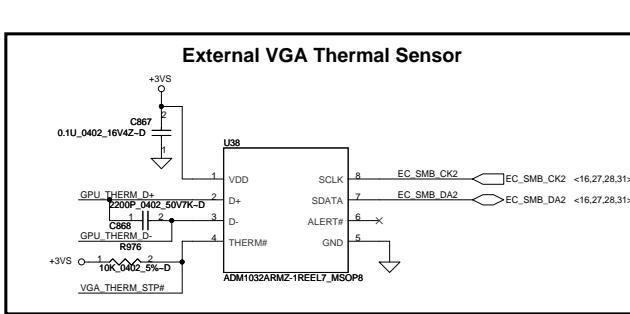 External VGA Thermal Sensor
+3VS
2
C867
0.1U_0402_16V4Z~D
1
U38
1 VDD SCLK 8 EC_SMB_CK2 EC_SMB_CK2 <16,27,28,31>
GPU_THERM_D+ 2 D+ SDATA 7 EC_SMB_DA2 EC_SMB_DA2 <16,27,28,31>
2200P_0402_50V7K~D
1 2 3 D- ALERT# 6
C868
GPU_THERM_D- 4 THERM# GND 5
R976
+3VS 1 2
10K_0402_5%~D
ADM1032ARMZ-1REEL7_MSOP8
VGA_THERM_STP#